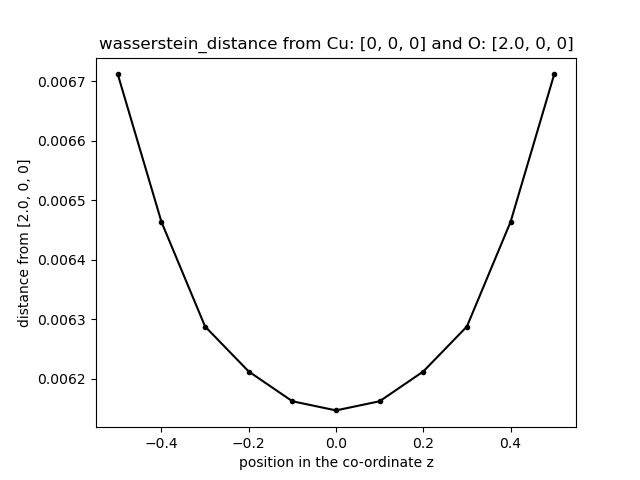 wasserstein_distance from Cu: [0, 0, 0] and O: [2.0, 0, 0]
distance from [2.0, 0, 0]
0.0067
0.0066
0.0065
0.0064
0.0063
0.0062
−0.4 −0.2 0.0 0.2 0.4
position in the co-ordinate z